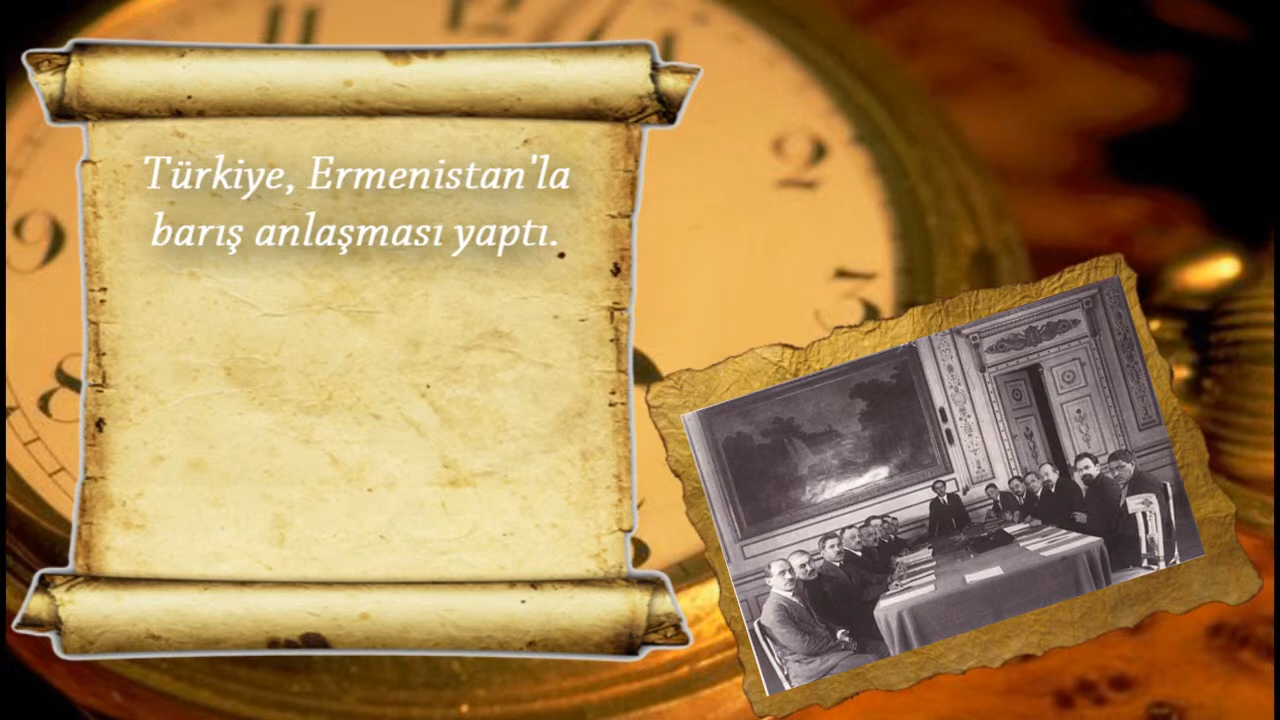 Türkiye, Ermenistan'la
barış anlaşması yaptı.